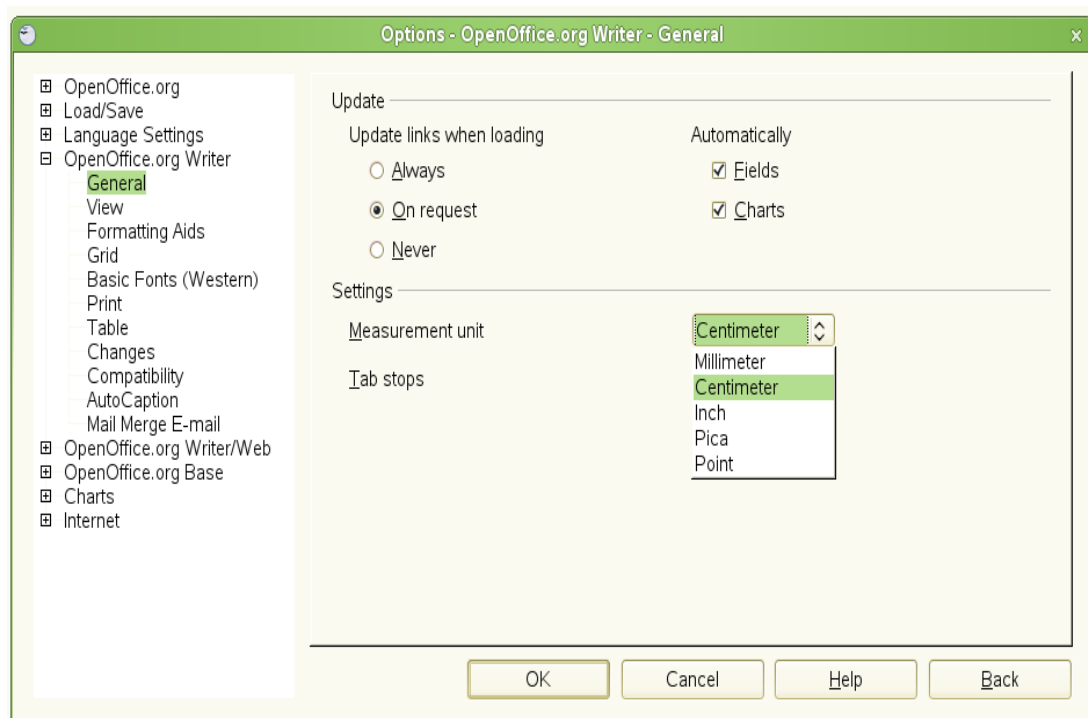 Options - OpenOffice.org Writer - General
OpenOffice.org
Load/Save
Language Settings
OpenOffice.org Writer
General
View
Formatting Aids
Grid
Basic Fonts (Western)
Print
Table
Changes
Compatibility
AutoCaption
Mail Merge E-mail
OpenOffice.org Writer/Web
OpenOffice.org Base
Charts
Internet
Update
Update links when loading
Always
On request
Never
Automatically
Fields
Charts
Settings
Measurement unit
Centimeter
Millimeter
Centimeter
Inch
Pica
Point
Tab stops
OK
Cancel
Help
Back